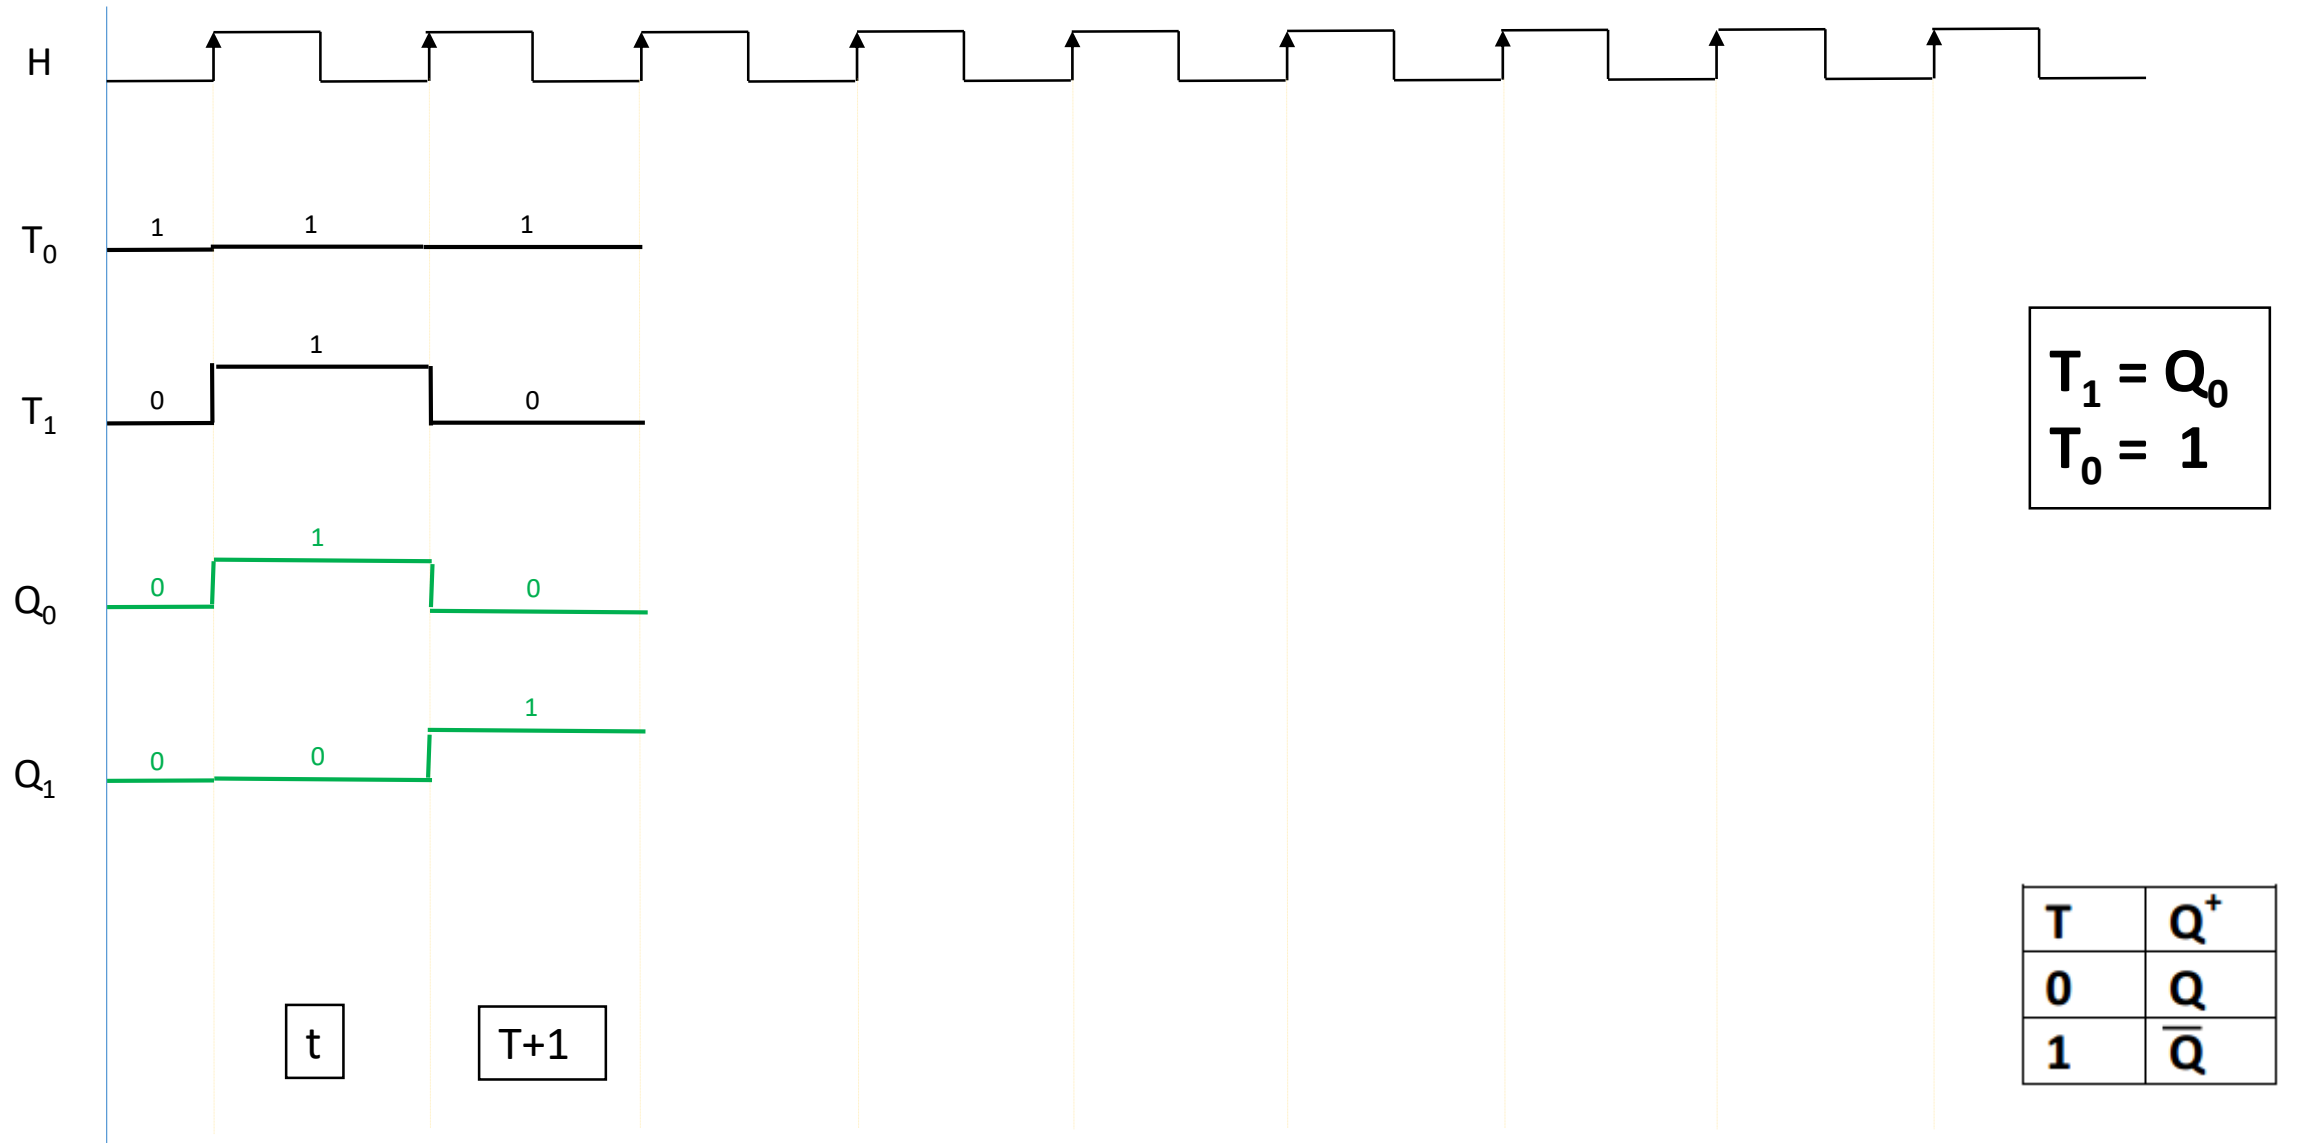 H
T₀ 1 1 1
T₁ 0 1 0
T₁ = Q₀
T₀ = 1
Q₀ 0 1 0
Q₁ 0 0 1
t T+1
T Q⁺
0 Q
1 Q̅